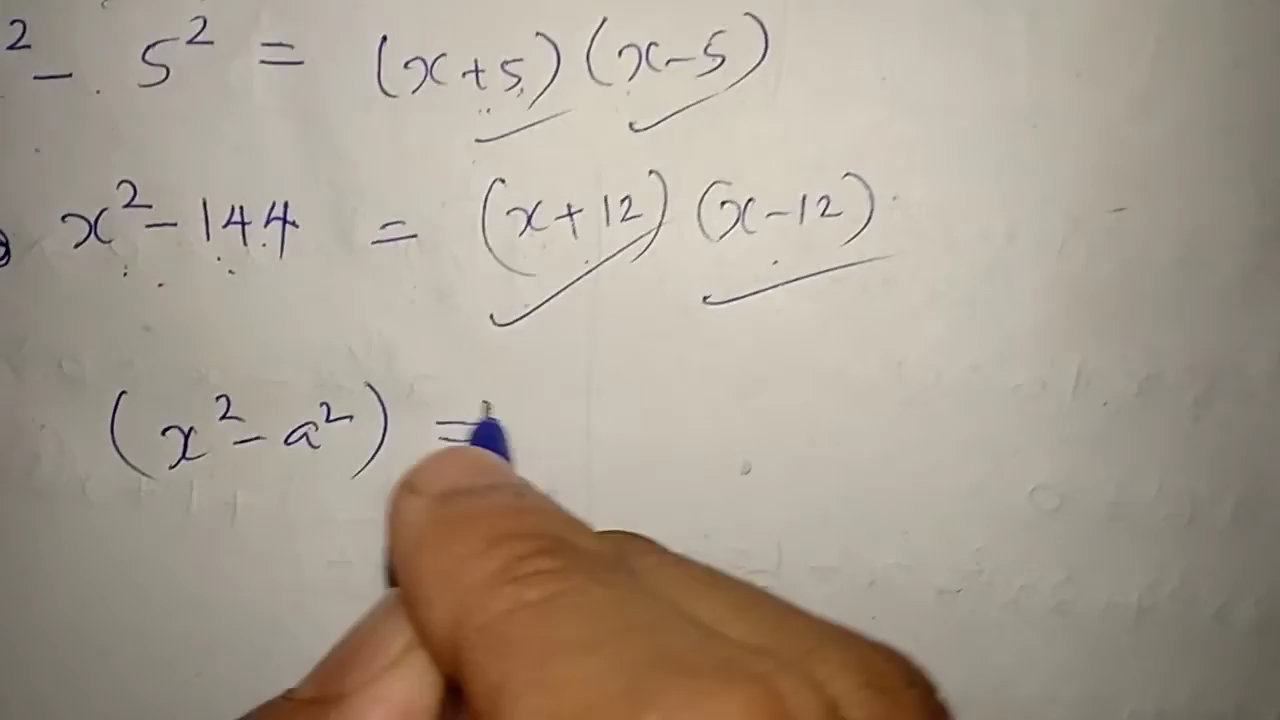 ² - 5² = (x+5) (x-5)
x² - 144 = (x+12) (x-12)
(x² - a²) =